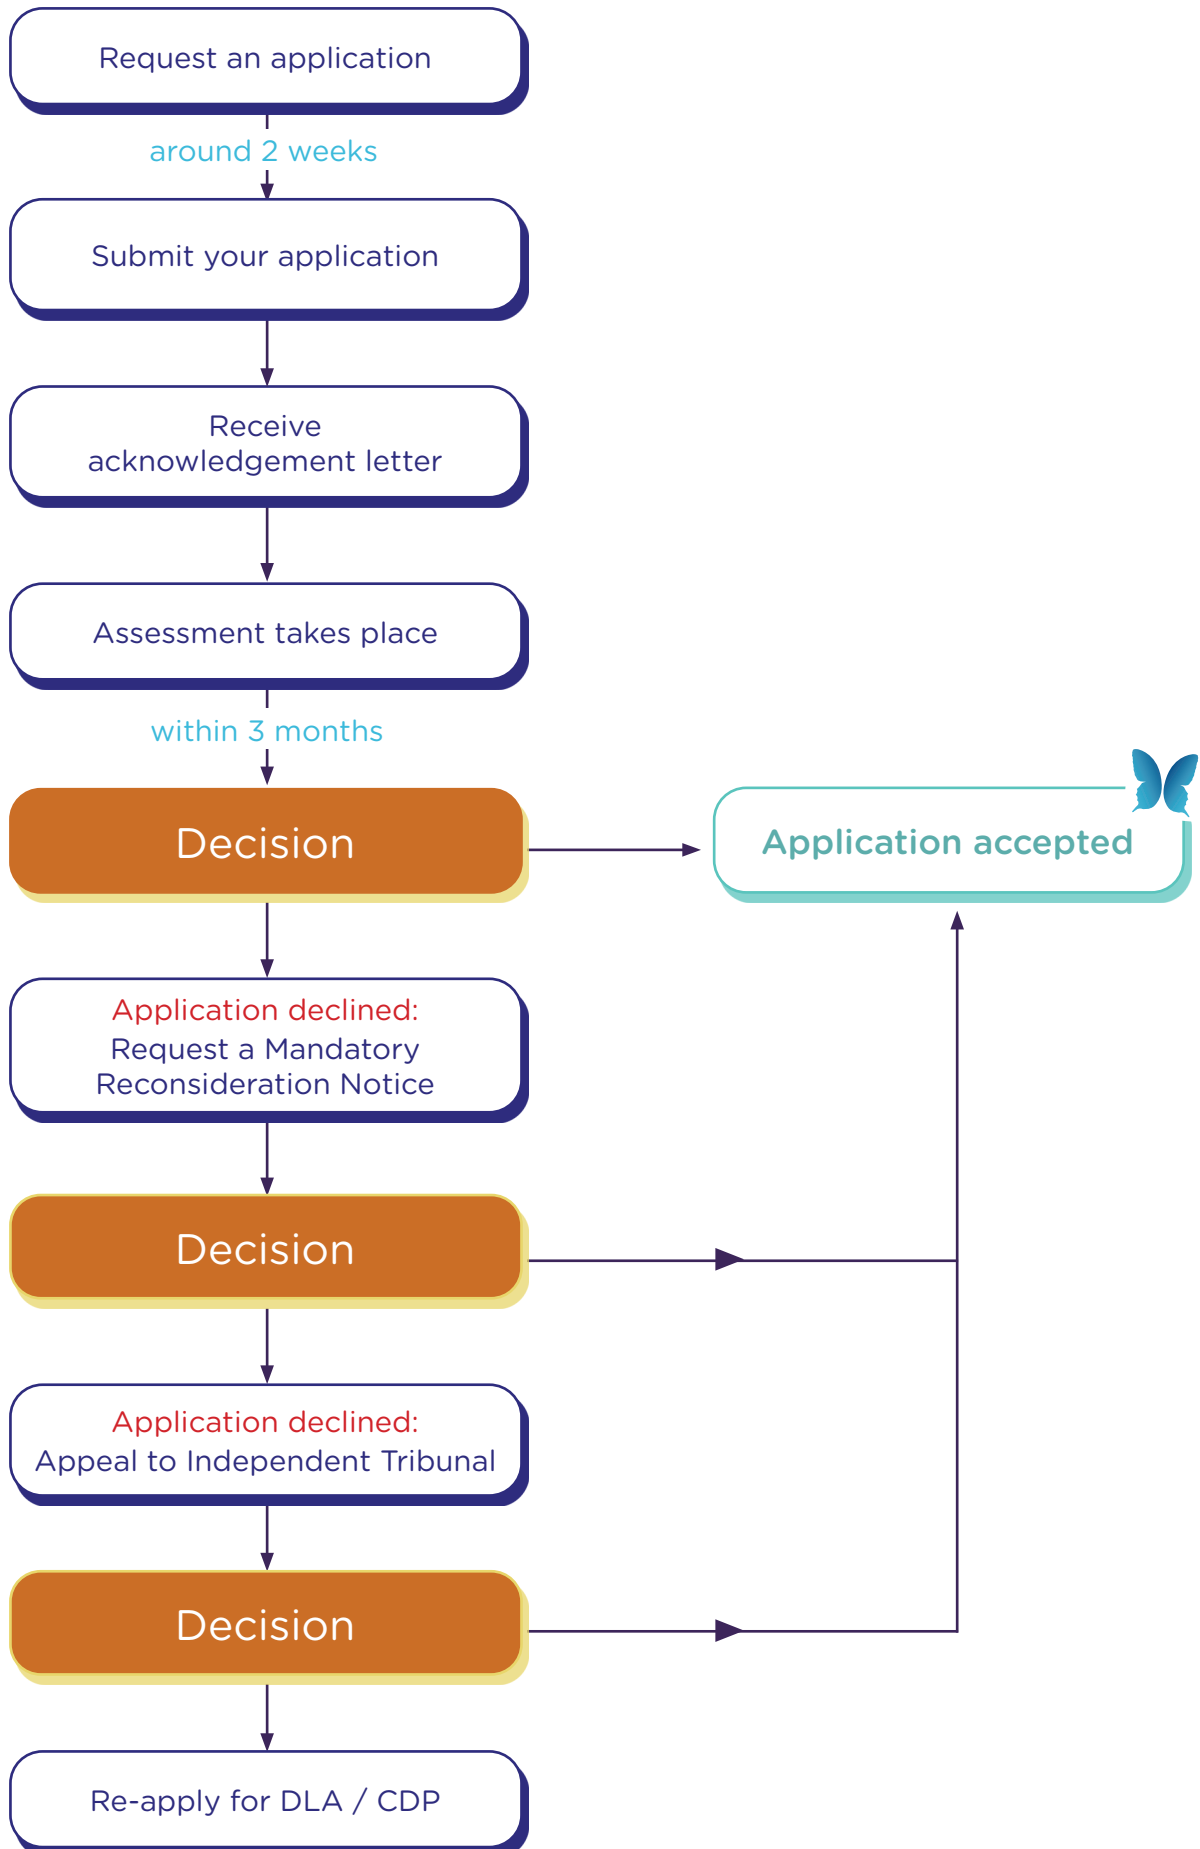 Request an application
around 2 weeks
Submit your application
Receive
acknowledgement letter
Assessment takes place
within 3 months
Decision
Application accepted
Application declined:
Request a Mandatory
Reconsideration Notice
Decision
Application declined:
Appeal to Independent Tribunal
Decision
Re-apply for DLA / CDP